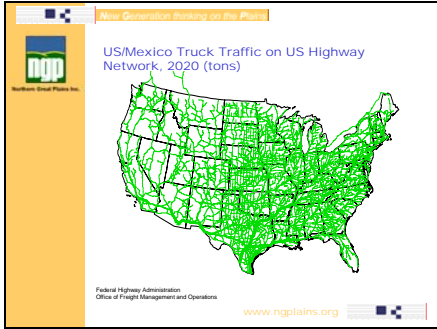 New Generation thinking on the Plains
ngp
Northern Great Plains Inc.
US/Mexico Truck Traffic on US Highway
Network, 2020 (tons)
Federal Highway Administration
Office of Freight Management and Operations
www.ngplains.org